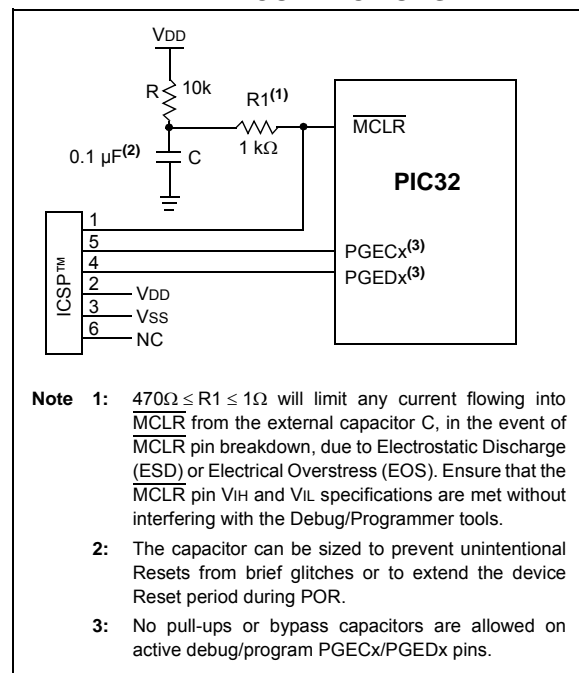 VDD
R 10k
R1(1)
1 kΩ
0.1 µF(2) C
MCLR
PIC32
ICSP™
1
5
4
2
3
6
PGECx(3)
PGEDx(3)
VDD
VSS
NC
Note 1: 470Ω ≤ R1 ≤ 1Ω will limit any current flowing into
MCLR from the external capacitor C, in the event of
MCLR pin breakdown, due to Electrostatic Discharge
(ESD) or Electrical Overstress (EOS). Ensure that the
MCLR pin VIH and VIL specifications are met without
interfering with the Debug/Programmer tools.
2: The capacitor can be sized to prevent unintentional
Resets from brief glitches or to extend the device
Reset period during POR.
3: No pull-ups or bypass capacitors are allowed on
active debug/program PGECx/PGEDx pins.